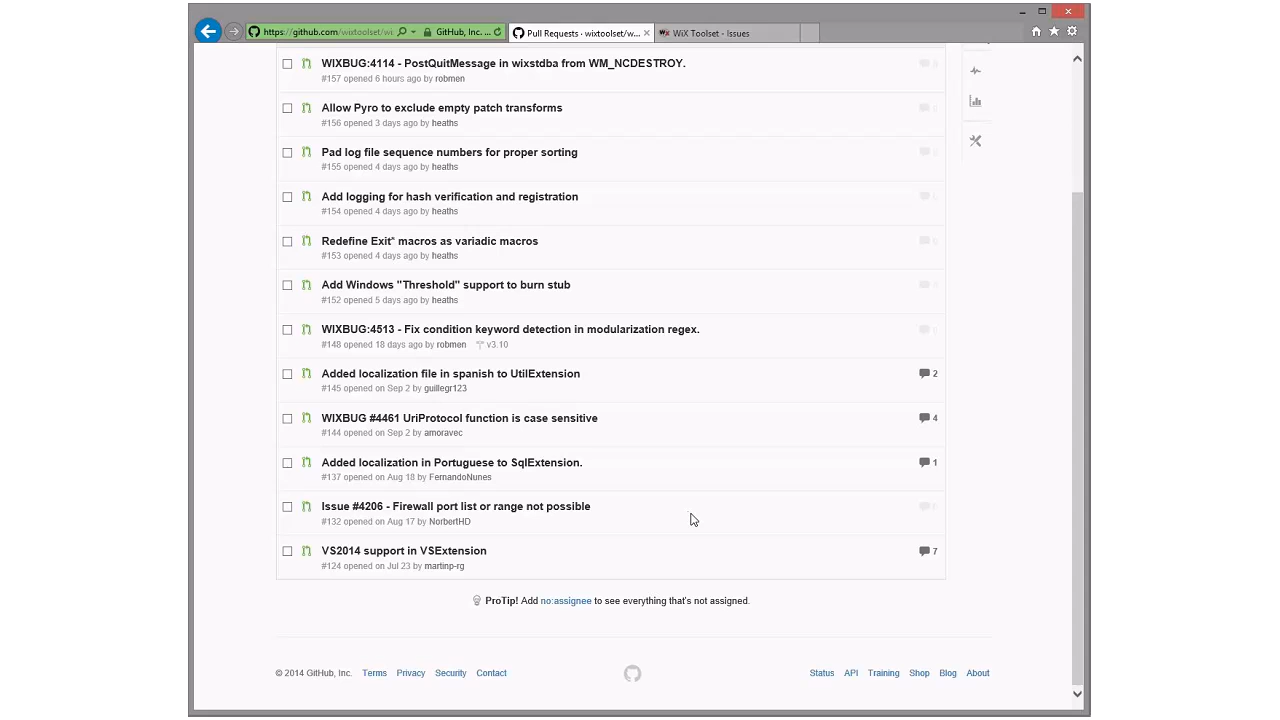 https://github.com/wixtoolset/wi
GitHub, Inc. ...
Pull Requests · wixtoolset/w...
WiX Toolset - Issues
WIXBUG:4114 - PostQuitMessage in wixstdba from WM_NCDESTROY.
#157 opened 6 hours ago by robmen
Allow Pyro to exclude empty patch transforms
#156 opened 3 days ago by heaths
Pad log file sequence numbers for proper sorting
#155 opened 4 days ago by heaths
Add logging for hash verification and registration
#154 opened 4 days ago by heaths
Redefine Exit* macros as variadic macros
#153 opened 4 days ago by heaths
Add Windows "Threshold" support to burn stub
#152 opened 5 days ago by heaths
WIXBUG:4513 - Fix condition keyword detection in modularization regex.
#148 opened 18 days ago by robmen v3.10
Added localization file in spanish to UtilExtension 2
#145 opened on Sep 2 by guillegr123
WIXBUG #4461 UriProtocol function is case sensitive 4
#144 opened on Sep 2 by amoravec
Added localization in Portuguese to SqlExtension. 1
#137 opened on Aug 18 by FernandoNunes
Issue #4206 - Firewall port list or range not possible
#132 opened on Aug 17 by NorbertHD
VS2014 support in VSExtension 7
#124 opened on Jul 23 by martinp-rg
ProTip! Add no:assignee to see everything that's not assigned.
© 2014 GitHub, Inc. Terms Privacy Security Contact Status API Training Shop Blog About